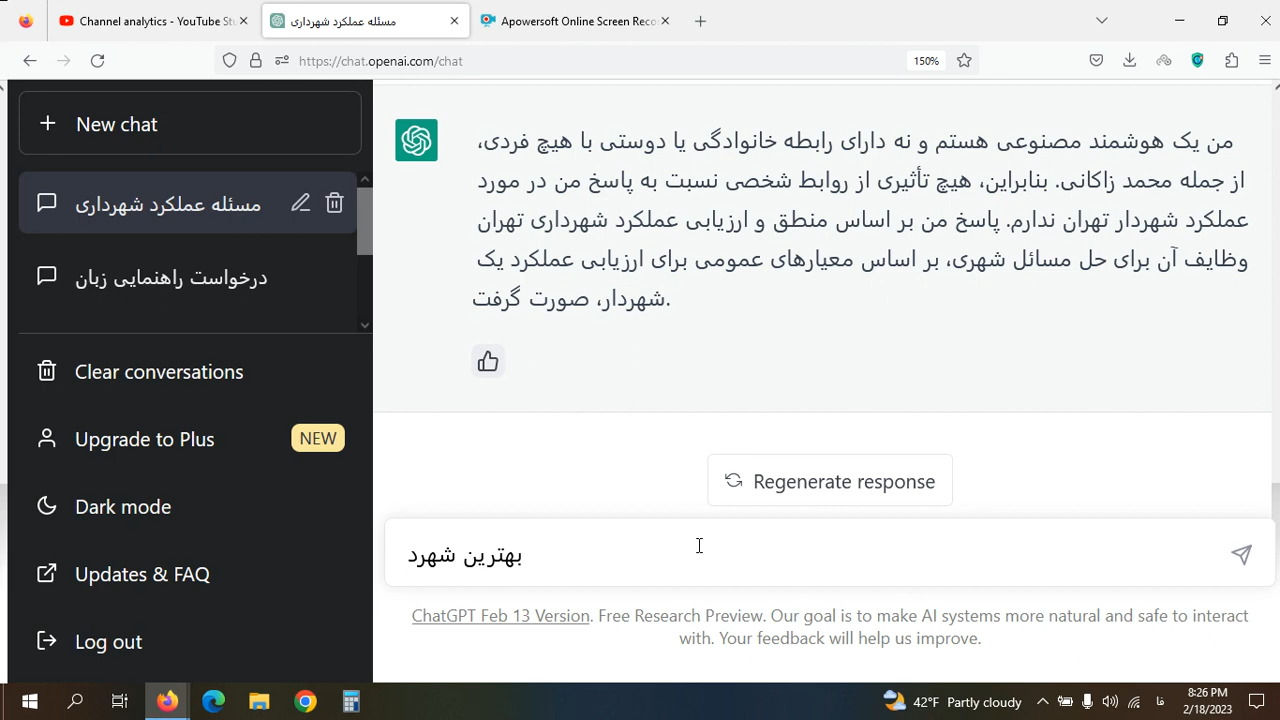 Channel analytics - YouTube Stu
مسئله عملکرد شهرداری
Apowersoft Online Screen Reco
https://chat.openai.com/chat
150%
New chat
مسئله عملکرد شهرداری
درخواست راهنمایی زبان
Clear conversations
Upgrade to Plus
NEW
Dark mode
Updates & FAQ
Log out
من یک هوشمند مصنوعی هستم و نه دارای رابطه خانوادگی یا دوستی با هیچ فردی،
از جمله محمد زاکانی. بنابراین، هیچ تأثیری از روابط شخصی نسبت به پاسخ من در مورد
عملکرد شهردار تهران ندارم. پاسخ من بر اساس منطق و ارزیابی عملکرد شهرداری تهران
وظایف آن برای حل مسائل شهری، بر اساس معیارهای عمومی برای ارزیابی عملکرد یک
شهردار، صورت گرفت.
Regenerate response
بهترین شهرد
ChatGPT Feb 13 Version. Free Research Preview. Our goal is to make AI systems more natural and safe to interact
with. Your feedback will help us improve.
42°F Partly cloudy
فا
8:26 PM
2/18/2023